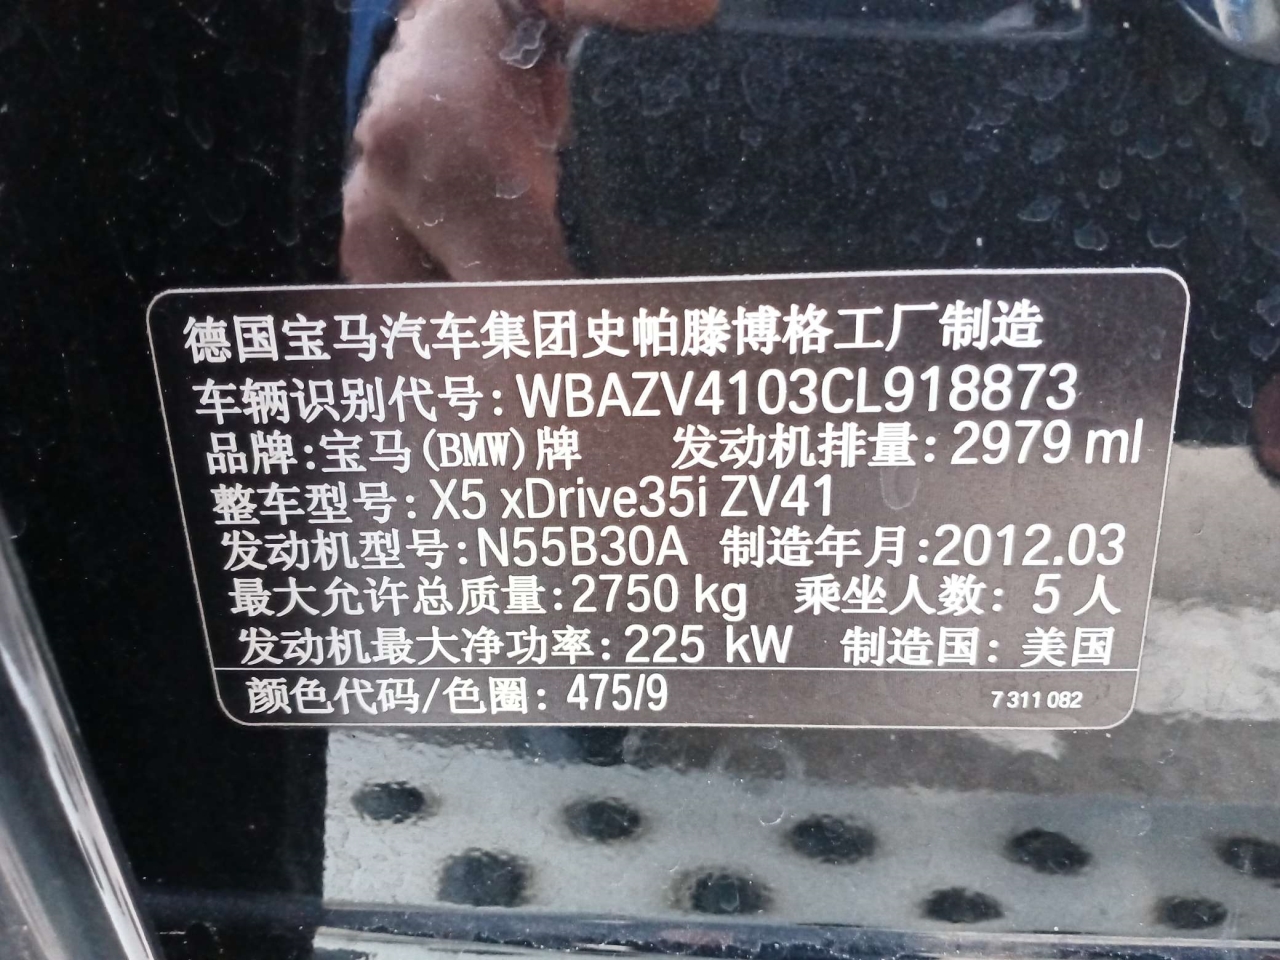 德国宝马汽车集团史帕滕博格工厂制造
车辆识别代号: WBAZV4103CL918873
品牌:宝马(BMW)牌 发动机排量: 2979 ml
整车型号: X5 xDrive35i ZV41
发动机型号:N55B30A 制造年月:2012.03
最大允许总质量:2750 kg 乘坐人数: 5 人
发动机最大净功率: 225 kW 制造国: 美国
颜色代码/色圈: 475/9 7 311 082